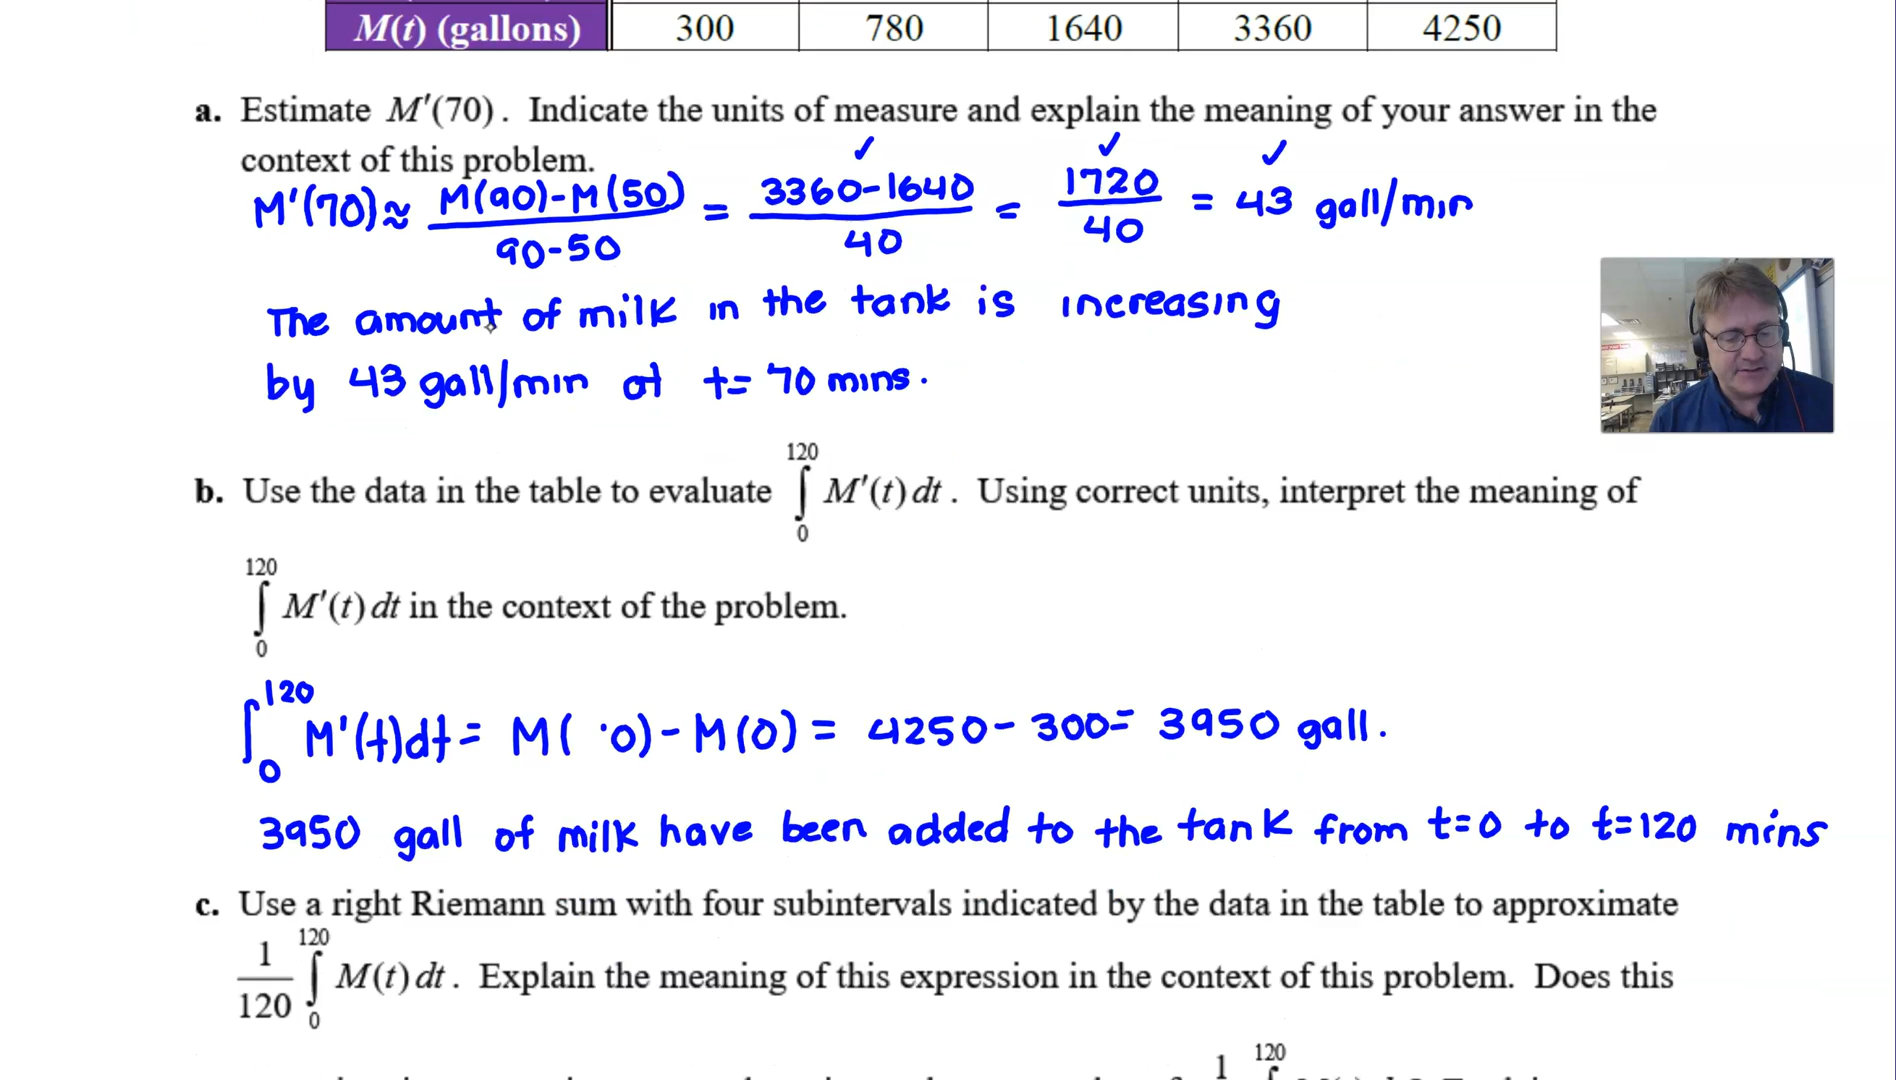 M(t) (gallons) 300 780 1640 3360 4250
a. Estimate M′(70). Indicate the units of measure and explain the meaning of your answer in the
context of this problem.
✓ ✓ ✓
M'(70) ≈ M(90)-M(50) / 90-50 = 3360-1640 / 40 = 1720 / 40 = 43 gall/min
The amount of milk in the tank is increasing
by 43 gall/min at t= 70 mins.
b. Use the data in the table to evaluate ∫₀¹²⁰ M′(t) dt. Using correct units, interpret the meaning of
∫₀¹²⁰ M′(t) dt in the context of the problem.
∫₀¹²⁰ M'(t)dt = M( 0) - M(0) = 4250 - 300 = 3950 gall.
3950 gall of milk have been added to the tank from t=0 to t=120 mins
c. Use a right Riemann sum with four subintervals indicated by the data in the table to approximate
1/120 ∫₀¹²⁰ M(t) dt. Explain the meaning of this expression in the context of this problem. Does this
1 120